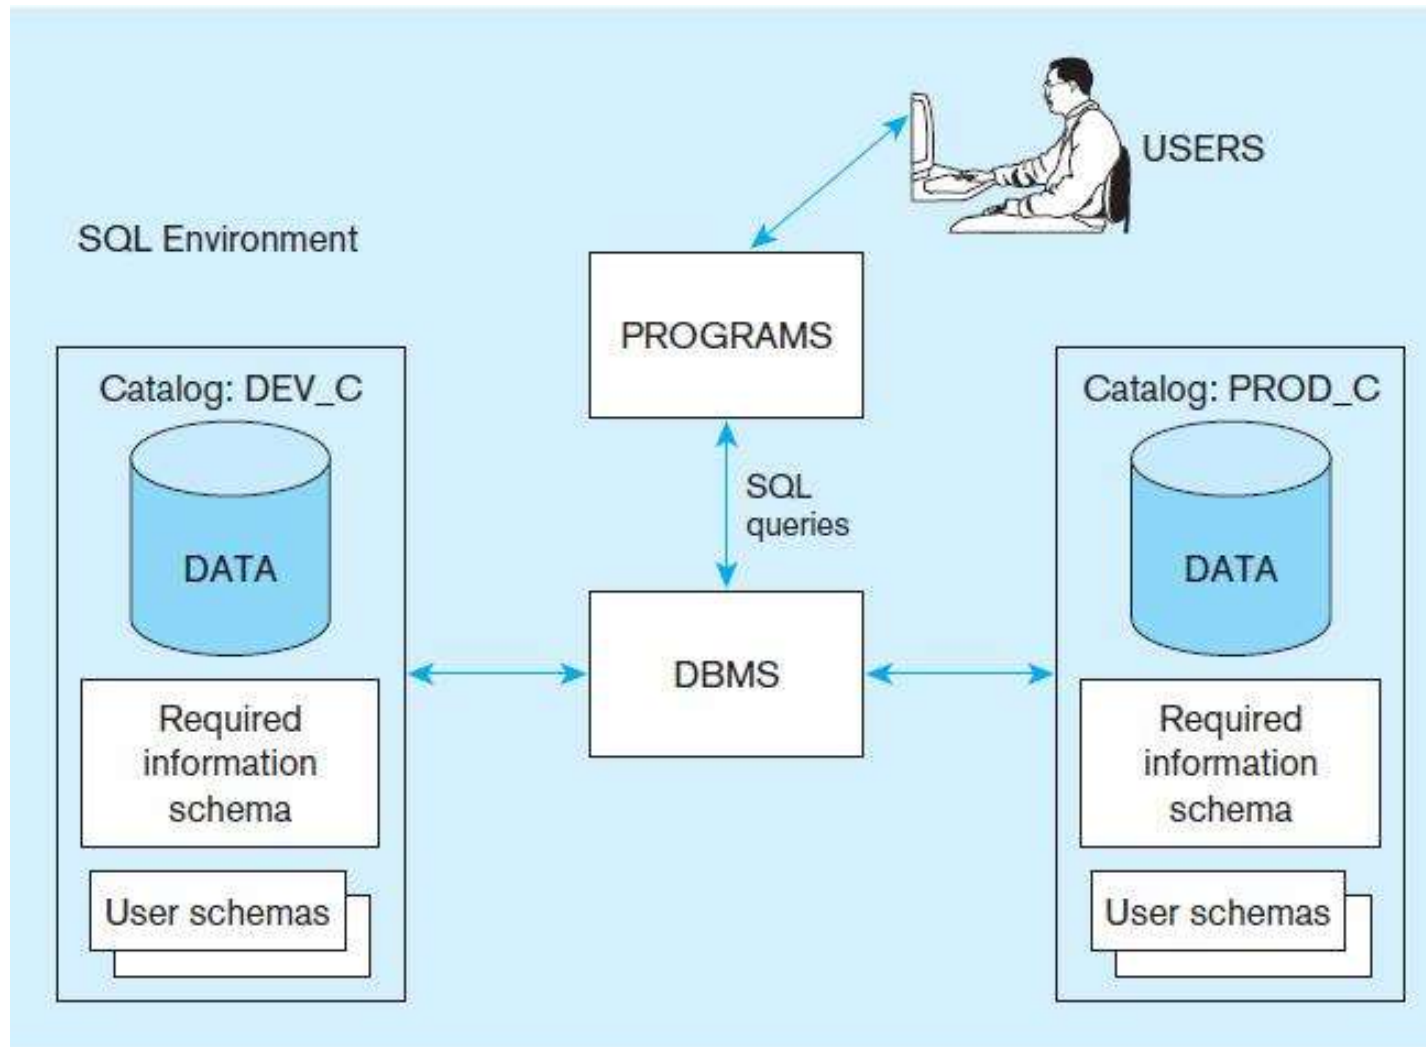 USERS
SQL Environment
PROGRAMS
Catalog: DEV_C
Catalog: PROD_C
SQL
queries
DATA
DATA
DBMS
Required
information
schema
Required
information
schema
User schemas
User schemas